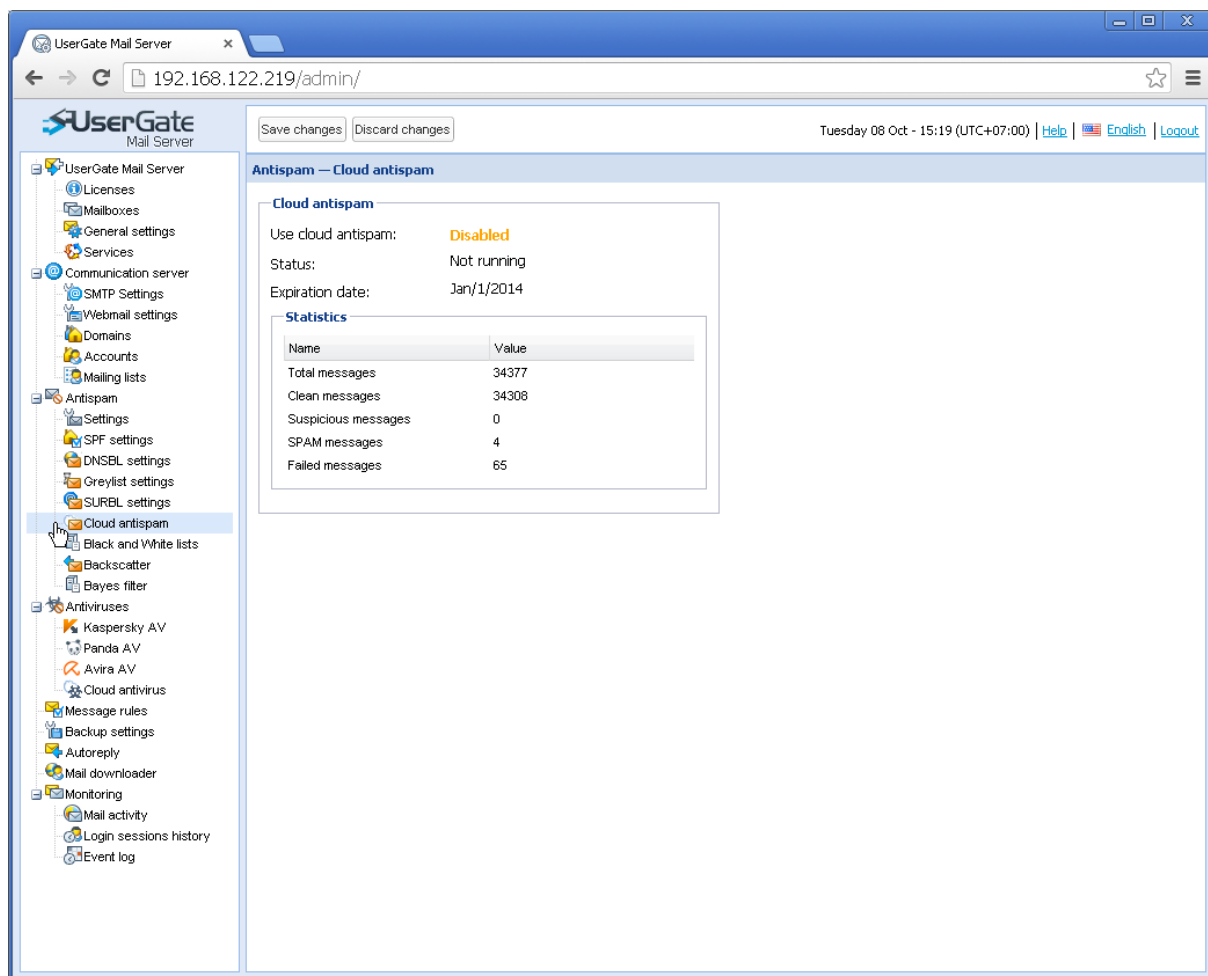 UserGate Mail Server
192.168.122.219/admin/
UserGate
Mail Server
Save changes Discard changes Tuesday 08 Oct - 15:19 (UTC+07:00) | Help | English | Logout
UserGate Mail Server
Licenses
Mailboxes
General settings
Services
Communication server
SMTP Settings
Webmail settings
Domains
Accounts
Mailing lists
Antispam
Settings
SPF settings
DNSBL settings
Greylist settings
SURBL settings
Cloud antispam
Black and White lists
Backscatter
Bayes filter
Antiviruses
Kaspersky AV
Panda AV
Avira AV
Cloud antivirus
Message rules
Backup settings
Autoreply
Mail downloader
Monitoring
Mail activity
Login sessions history
Event log
Antispam — Cloud antispam
Cloud antispam
Use cloud antispam: Disabled
Status: Not running
Expiration date: Jan/1/2014
Statistics
Name Value
Total messages 34377
Clean messages 34308
Suspicious messages 0
SPAM messages 4
Failed messages 65